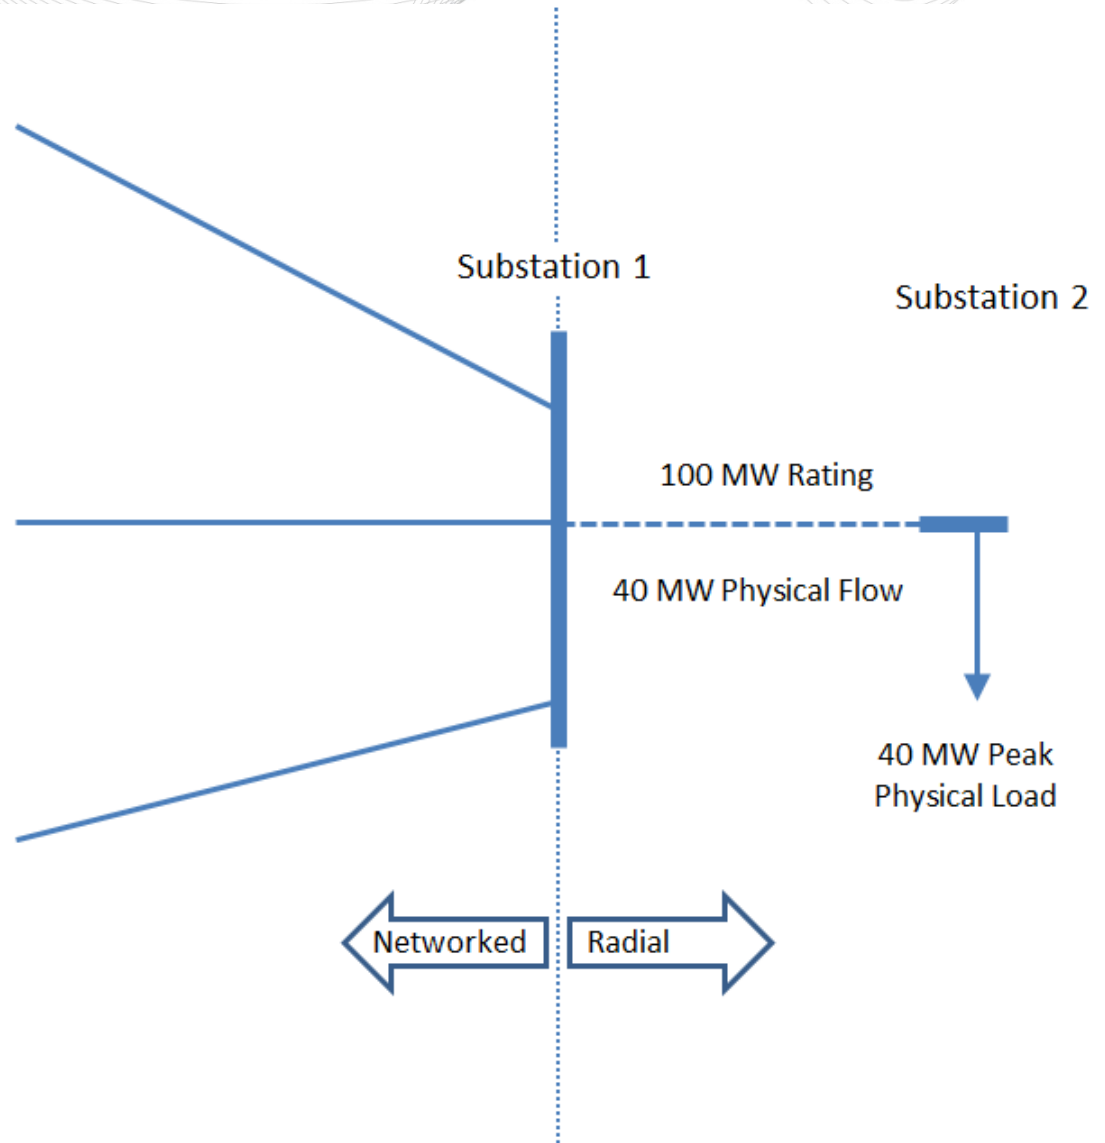 Substation 1
Substation 2
100 MW Rating
40 MW Physical Flow
40 MW Peak
Physical Load
Networked
Radial